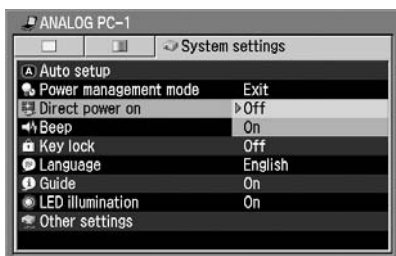 ANALOG PC-1
System settings
Auto setup
Power management mode Exit
Direct power on Off
Beep On
Key lock Off
Language English
Guide On
LED illumination On
Other settings